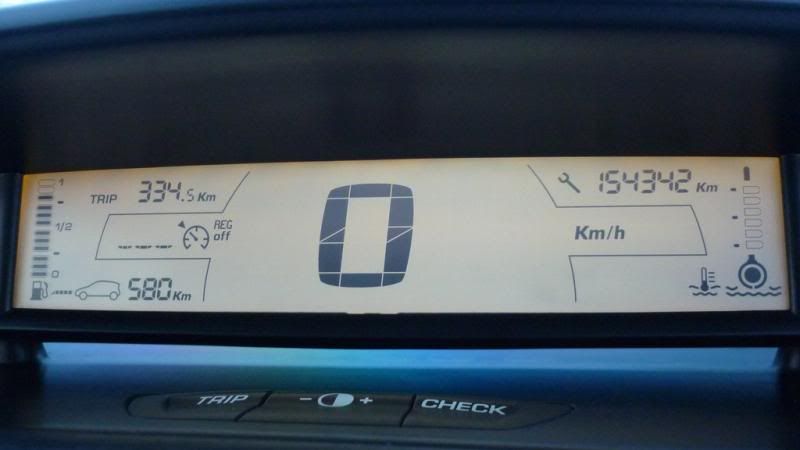 1
TRIP 334.5 Km
154342 Km
1/2
--- REG
off
0
Km/h
0
580 Km
TRIP
- +
CHECK